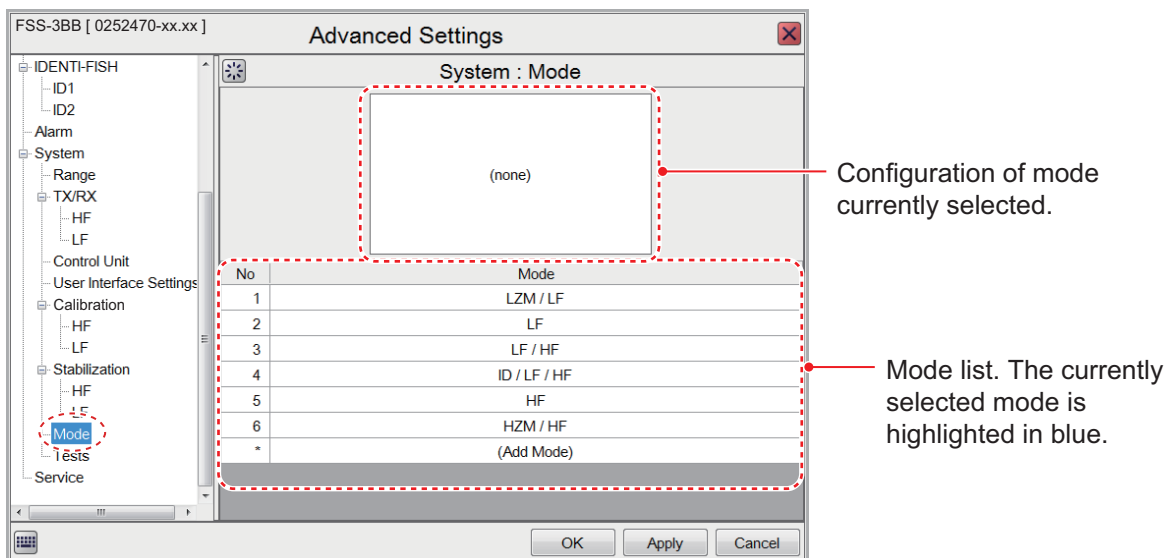 FSS-3BB [ 0252470-xx.xx ]
Advanced Settings
IDENTI-FISH
ID1
ID2
Alarm
System
Range
TX/RX
HF
LF
Control Unit
User Interface Settings
Calibration
HF
LF
Stabilization
HF
LF
Mode
Tests
Service
System : Mode
(none)
No Mode
1 LZM / LF
2 LF
3 LF / HF
4 ID / LF / HF
5 HF
6 HZM / HF
* (Add Mode)
OK Apply Cancel
Configuration of mode
currently selected.
Mode list. The currently
selected mode is
highlighted in blue.